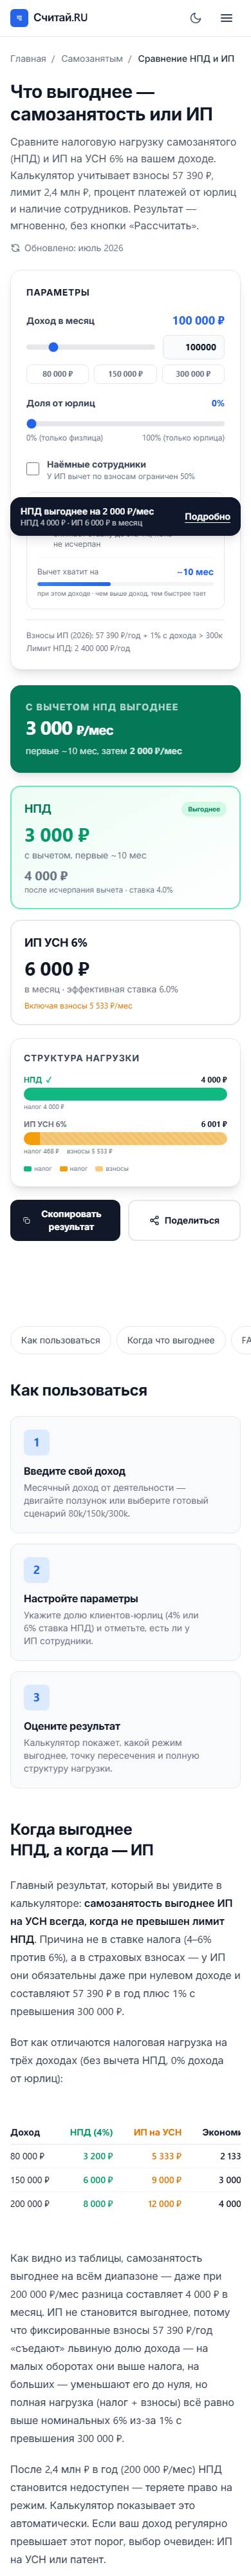 Считай.RU
Главная / Самозанятым / Сравнение НПД и ИП
Что выгоднее —
самозанятость или ИП
Сравните налоговую нагрузку самозанятого
(НПД) и ИП на УСН 6% на вашем доходе.
Калькулятор учитывает взносы 57 390 ₽,
лимит 2,4 млн ₽, процент платежей от юрлиц
и наличие сотрудников. Результат —
мгновенно, без кнопки «Рассчитать».
Обновлено: июль 2026
ПАРАМЕТРЫ
Доход в месяц 100 000 ₽
100000
80 000 ₽ 150 000 ₽ 300 000 ₽
Доля от юрлиц 0%
0% (только физлица) 100% (только юрлица)
Наёмные сотрудники
У ИП вычет по взносам ограничен 50%
НПД выгоднее на 2 000 ₽/мес
НПД 4 000 ₽ · ИП 6 000 ₽ в месяц
Подробно
не исчерпан
Вычет хватит на ~10 мес
при этом доходе · чем выше доход, тем быстрее тает
Взносы ИП (2026): 57 390 ₽/год + 1% с дохода > 300к
Лимит НПД: 2 400 000 ₽/год
С ВЫЧЕТОМ НПД ВЫГОДНЕЕ
3 000 ₽/мес
первые ~10 мес, затем 2 000 ₽/мес
НПД Выгоднее
3 000 ₽
с вычетом, первые ~10 мес
4 000 ₽
после исчерпания вычета · ставка 4.0%
ИП УСН 6%
6 000 ₽
в месяц · эффективная ставка 6.0%
Включая взносы 5 533 ₽/мес
СТРУКТУРА НАГРУЗКИ
НПД ✓ 4 000 ₽
налог 4 000 ₽
ИП УСН 6% 6 001 ₽
налог 468 ₽ взносы 5 533 ₽
налог налог взносы
Скопировать
результат
Поделиться
Как пользоваться Когда что выгоднее FA
Как пользоваться
1
Введите свой доход
Месячный доход от деятельности —
двигайте ползунок или выберите готовый
сценарий 80k/150k/300k.
2
Настройте параметры
Укажите долю клиентов-юрлиц (4% или
6% ставка НПД) и отметьте, есть ли у
ИП сотрудники.
3
Оцените результат
Калькулятор покажет, какой режим
выгоднее, точку пересечения и полную
структуру нагрузки.
Когда выгоднее
НПД, а когда — ИП
Главный результат, который вы увидите в
калькуляторе: самозанятость выгоднее ИП
на УСН всегда, когда не превышен лимит
НПД. Причина не в ставке налога (4–6%
против 6%), а в страховых взносах — у ИП
они обязательны даже при нулевом доходе и
составляют 57 390 ₽ в год плюс 1% с
превышения 300 000 ₽.
Вот как отличаются налоговая нагрузка на
трёх доходах (без вычета НПД, 0% дохода
от юрлиц):
Доход НПД (4%) ИП на УСН Экономи
80 000 ₽ 3 200 ₽ 5 333 ₽ 2 133
150 000 ₽ 6 000 ₽ 9 000 ₽ 3 000
200 000 ₽ 8 000 ₽ 12 000 ₽ 4 000
Как видно из таблицы, самозанятость
выгоднее на всём диапазоне — даже при
200 000 ₽/мес разница составляет 4 000 ₽ в
месяц. ИП не становится выгоднее, потому
что фиксированные взносы 57 390 ₽/год
«съедают» львиную долю дохода — на
малых оборотах они выше налога, на
больших — уменьшают его до нуля, но
полная нагрузка (налог + взносы) всё равно
выше номинальных 6% из-за 1% с
превышения 300 000 ₽.
После 2,4 млн ₽ в год (200 000 ₽/мес) НПД
становится недоступен — теряете право на
режим. Калькулятор показывает это
автоматически. Если ваш доход регулярно
превышает этот порог, выбор очевиден: ИП
на УСН или патент.